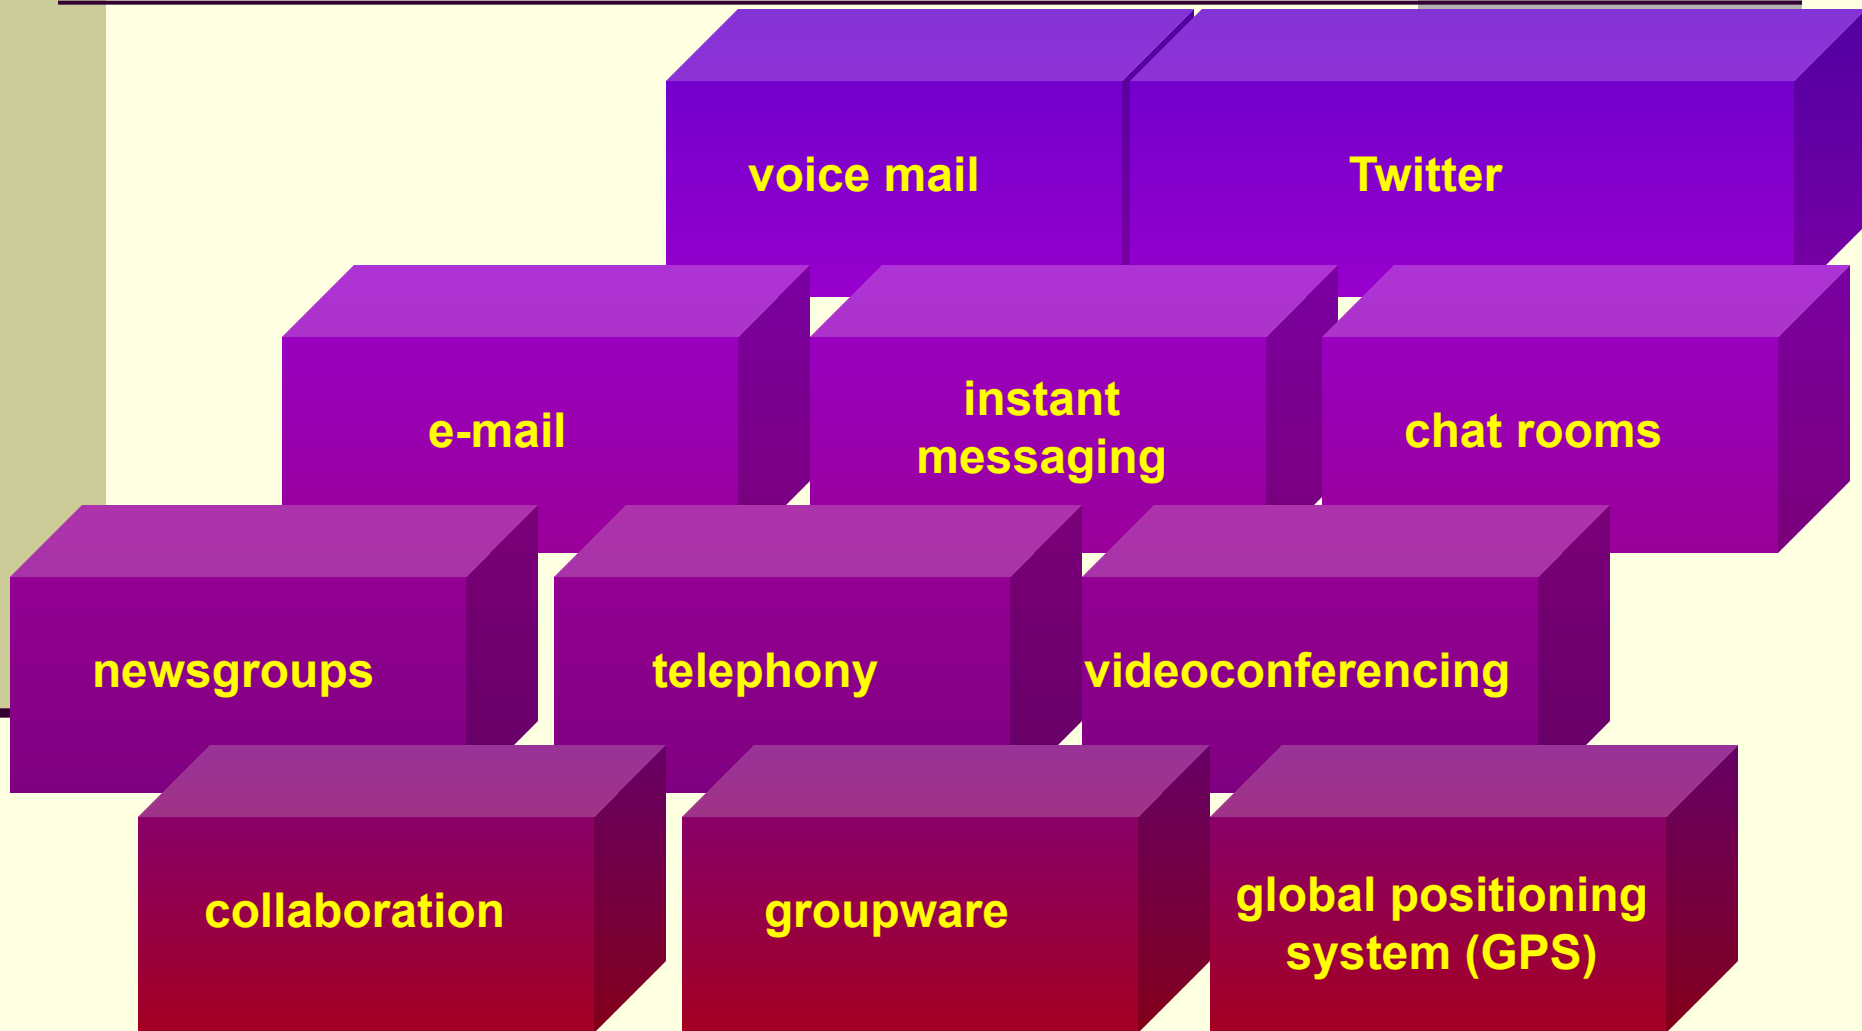 voice mail
Twitter
e-mail
instant
messaging
chat rooms
newsgroups
telephony
videoconferencing
collaboration
groupware
global positioning
system (GPS)